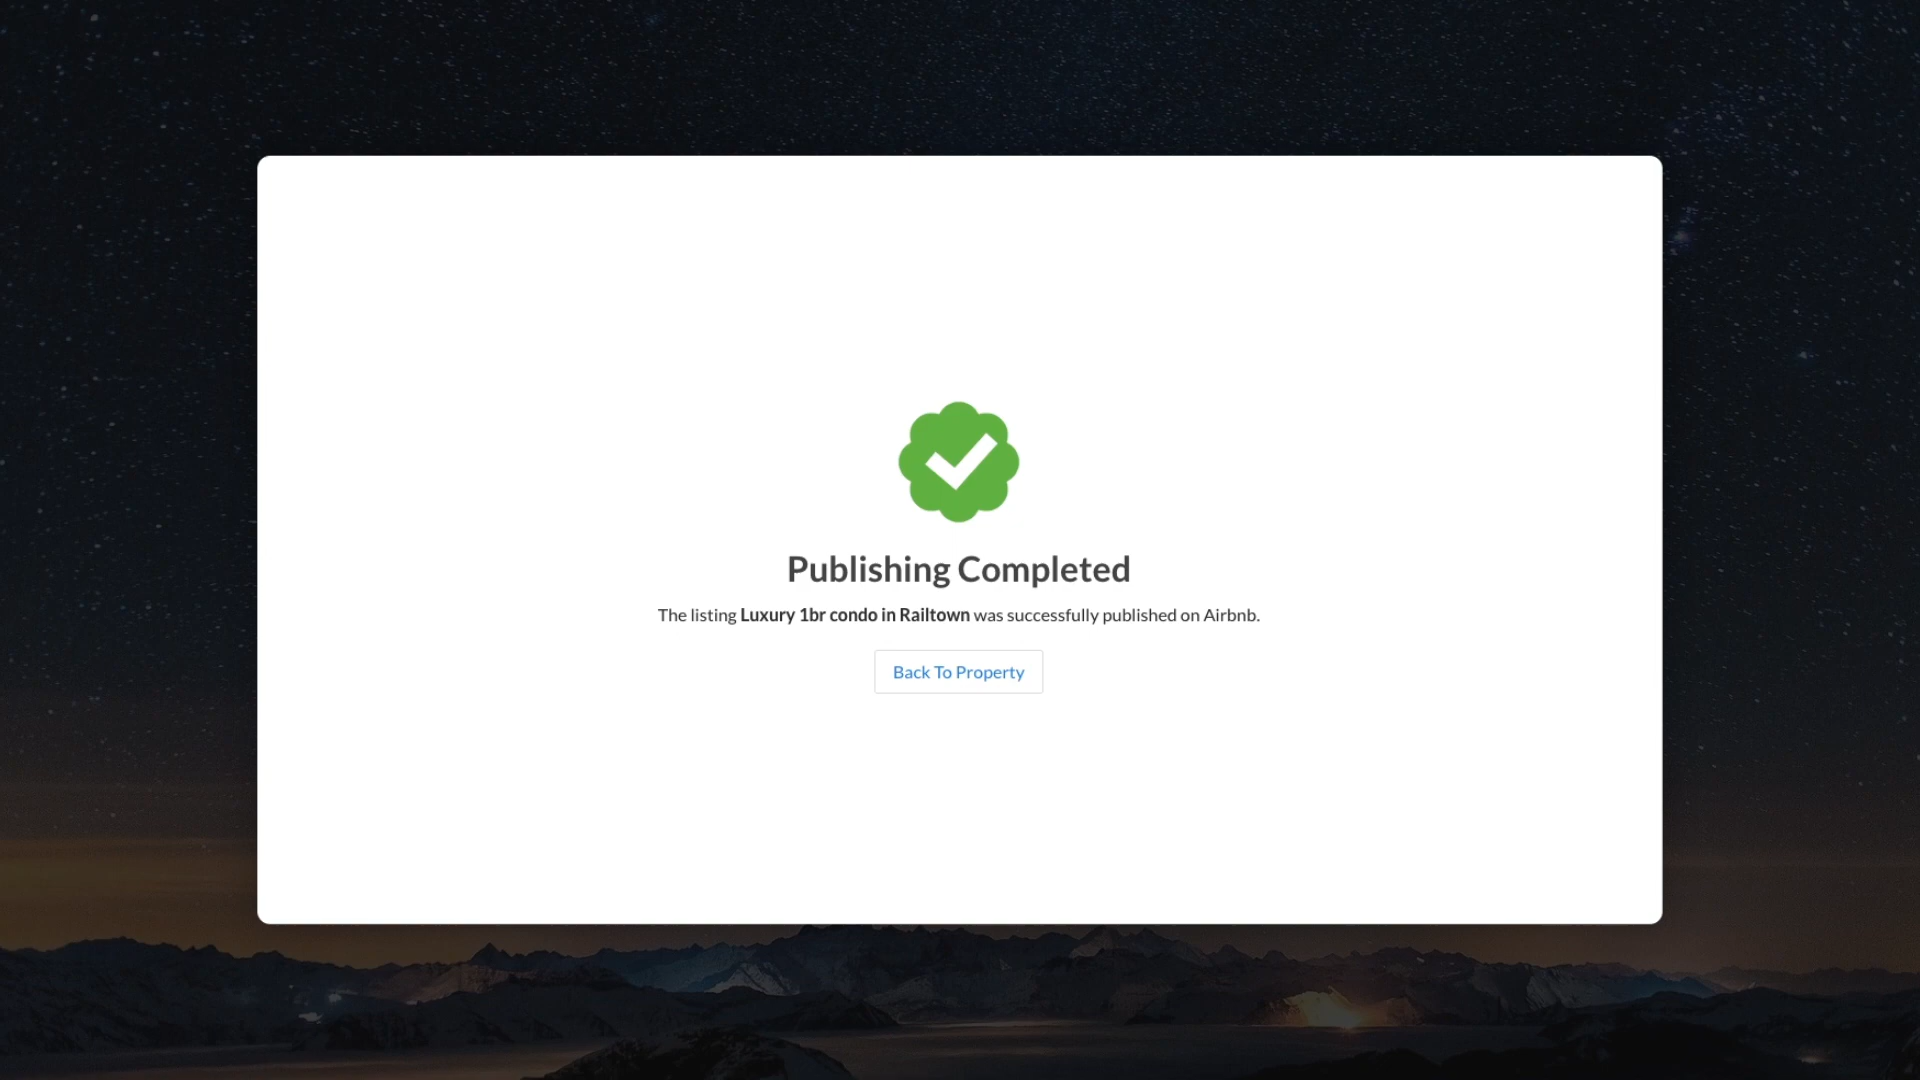 Publishing Completed
The listing Luxury 1br condo in Railtown was successfully published on Airbnb.
Back To Property